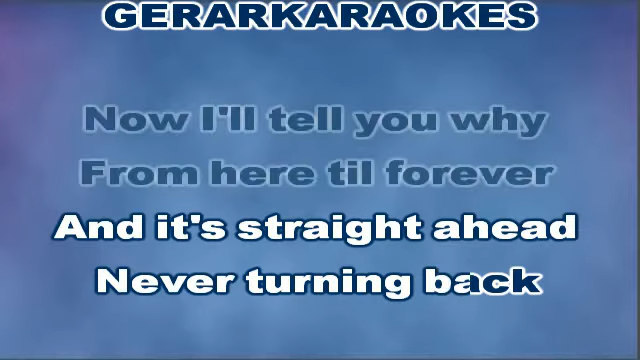 GERARKARAOKES
Now I'll tell you why
From here til forever
And it's straight ahead
Never turning back